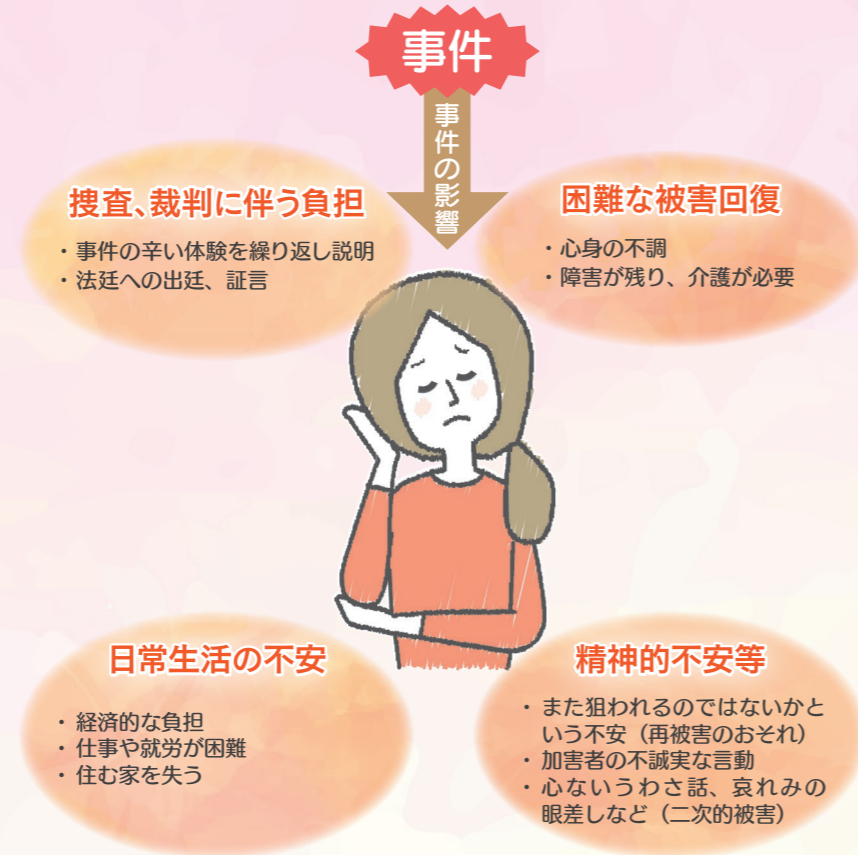 事件
事件の影響
捜査、裁判に伴う負担
・事件の辛い体験を繰り返し説明
・法廷への出廷、証言
困難な被害回復
・心身の不調
・障害が残り、介護が必要
日常生活の不安
・経済的な負担
・仕事や就労が困難
・住む家を失う
精神的不安等
・また狙われるのではないかと
いう不安（再被害のおそれ）
・加害者の不誠実な言動
・心ないうわさ話、哀れみの
眼差しなど（二次的被害）